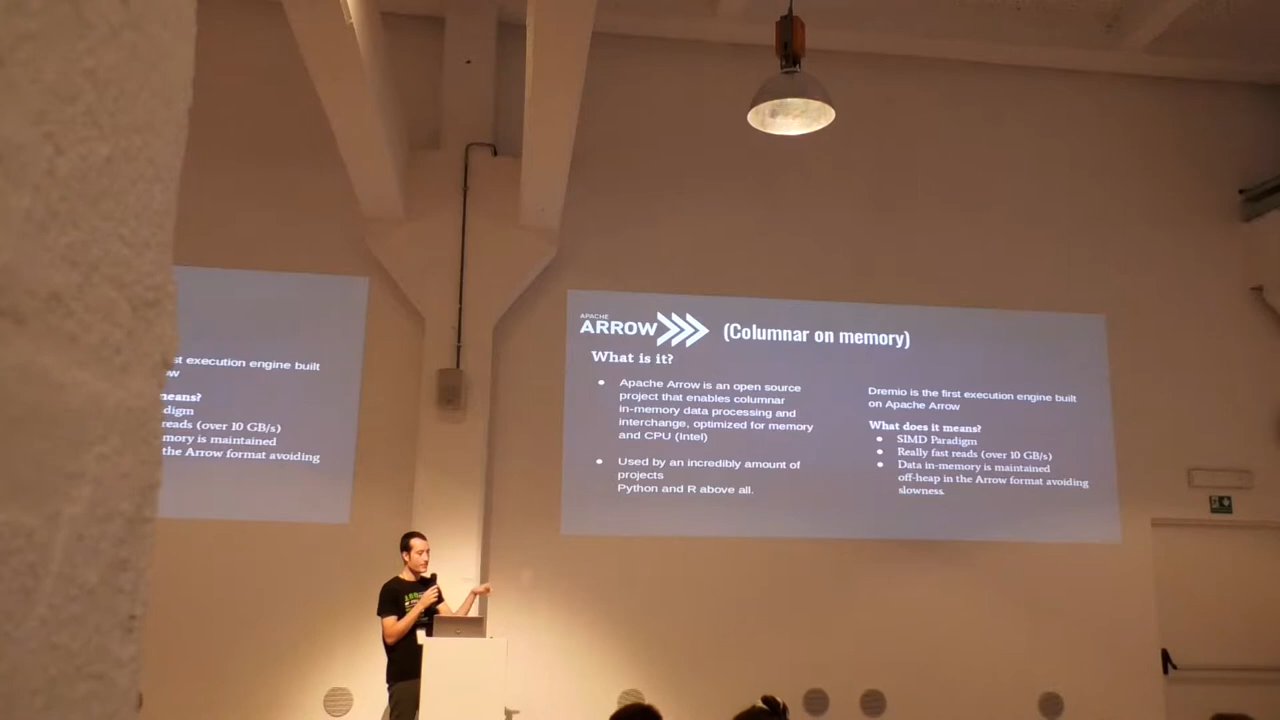 st execution engine built
ow
neans?
digm
reads (over 10 GB/s)
mory is maintained
the Arrow format avoiding
APACHE
ARROW
(Columnar on memory)
What is it?
Apache Arrow is an open source
project that enables columnar
in-memory data processing and
interchange, optimized for memory
and CPU (Intel)
Used by an incredibly amount of
projects
Python and R above all.
Dremio is the first execution engine built
on Apache Arrow
What does it means?
SIMD Paradigm
Really fast reads (over 10 GB/s)
Data in-memory is maintained
off-heap in the Arrow format avoiding
slowness.